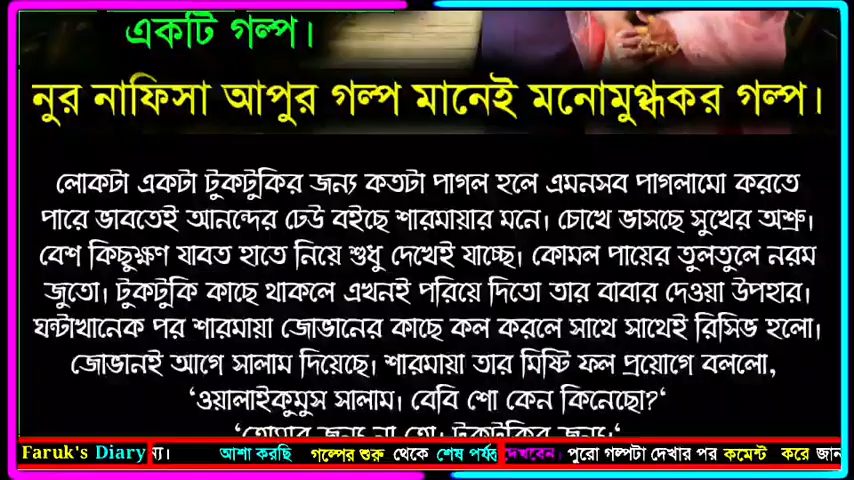 একটি গল্প।
নুর নাফিসা আপুর গল্প মানেই মনোমুগ্ধকর গল্প।
লোকটা একটা টুকটুকির জন্য কতটা পাগল হলে এমনসব পাগলামো করতে
পারে ভাবতেই আনন্দের ঢেউ বইছে শারমায়ার মনে। চোখে ভাসছে সুখের অশ্রু।
বেশ কিছুক্ষণ যাবত হাতে নিয়ে শুধু দেখেই যাচ্ছে। কোমল পায়ের তুলতুলে নরম
জুতো। টুকটুকি কাছে থাকলে এখনই পরিয়ে দিতো তার বাবার দেওয়া উপহার।
ঘন্টাখানেক পর শারমায়া জোভানের কাছে কল করলে সাথে সাথেই রিসিভ হলো।
জোভানই আগে সালাম দিয়েছে। শারমায়া তার মিষ্টি ফল প্রয়োগে বললো,
‘ওয়ালাইকুমুস সালাম। বেবি শো কেন কিনেছো?‘
‘তোমার জন্য না তো। টুকটুকির জন্য।‘
Faruk's Diary ন্য। আশা করছি গল্পের শুরু থেকে শেষ পর্যন্ত দেখবেন। পুরো গল্পটা দেখার পর কমেন্ট করে জান